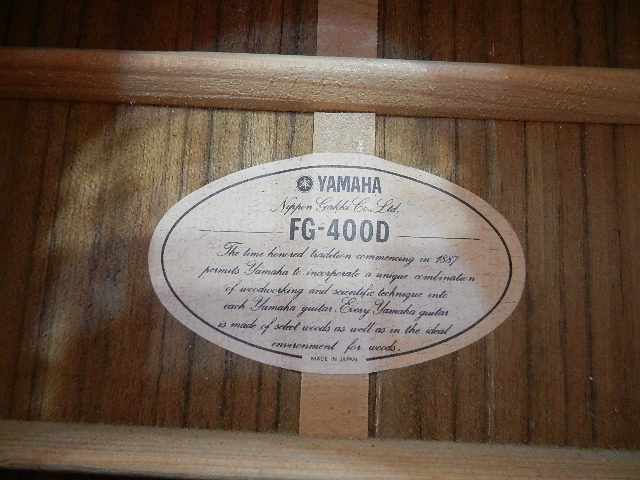 YAMAHA
Nippon Gakki Co., Ltd.
FG-400D
The time honored tradition commencing in 1887
permits Yamaha to incorporate a unique combination
of woodworking and scientific technique into
each Yamaha guitar. Every Yamaha guitar
is made of select woods as well as in the ideal
environment for woods.
MADE IN JAPAN